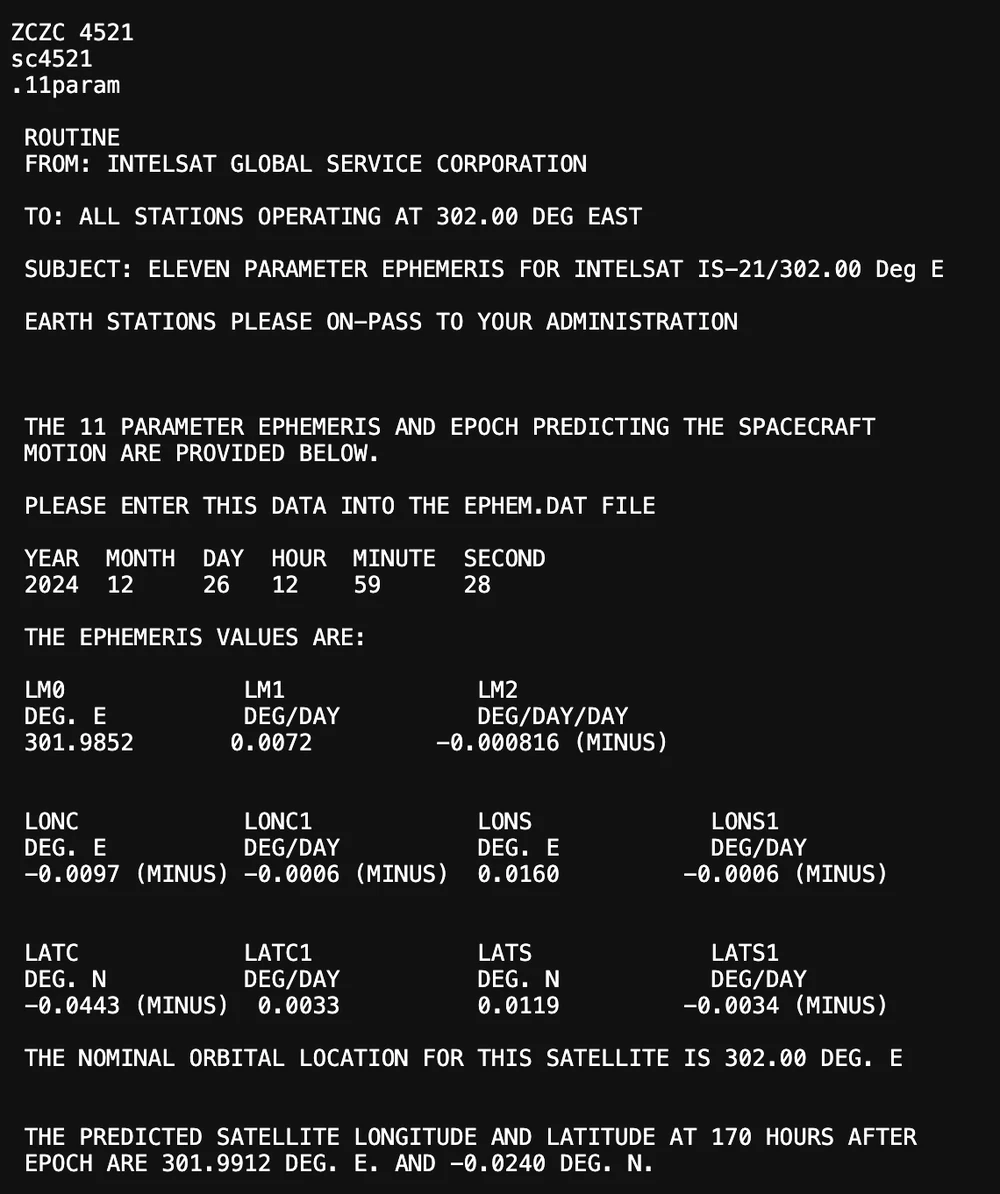 ZCZC 4521
sc4521
.11param
ROUTINE
FROM: INTELSAT GLOBAL SERVICE CORPORATION
TO: ALL STATIONS OPERATING AT 302.00 DEG EAST
SUBJECT: ELEVEN PARAMETER EPHEMERIS FOR INTELSAT IS-21/302.00 Deg E
EARTH STATIONS PLEASE ON-PASS TO YOUR ADMINISTRATION
THE 11 PARAMETER EPHEMERIS AND EPOCH PREDICTING THE SPACECRAFT
MOTION ARE PROVIDED BELOW.
PLEASE ENTER THIS DATA INTO THE EPHEM.DAT FILE
YEAR MONTH DAY HOUR MINUTE SECOND
2024 12 26 12 59 28
THE EPHEMERIS VALUES ARE:
LM0 LM1 LM2
DEG. E DEG/DAY DEG/DAY/DAY
301.9852 0.0072 -0.000816 (MINUS)
LONC LONC1 LONS LONS1
DEG. E DEG/DAY DEG. E DEG/DAY
-0.0097 (MINUS) -0.0006 (MINUS) 0.0160 -0.0006 (MINUS)
LATC LATC1 LATS LATS1
DEG. N DEG/DAY DEG. N DEG/DAY
-0.0443 (MINUS) 0.0033 0.0119 -0.0034 (MINUS)
THE NOMINAL ORBITAL LOCATION FOR THIS SATELLITE IS 302.00 DEG. E
THE PREDICTED SATELLITE LONGITUDE AND LATITUDE AT 170 HOURS AFTER
EPOCH ARE 301.9912 DEG. E. AND -0.0240 DEG. N.